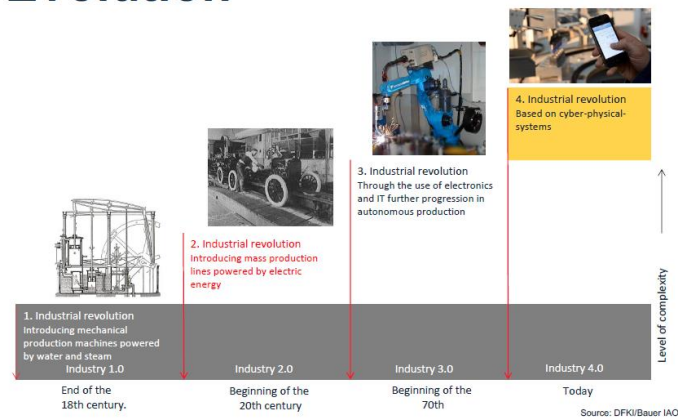 4. Industrial revolution
Based on cyber-physical-
systems
3. Industrial revolution
Through the use of electronics
and IT further progression in
autonomous production
2. Industrial revolution
Introducing mass production
lines powered by electric
energy
1. Industrial revolution
Introducing mechanical
production machines powered
by water and steam
Industry 1.0
Industry 2.0
Industry 3.0
Industry 4.0
End of the
18th century.
Beginning of the
20th century
Beginning of the
70th
Today
Level of complexity
Source: DFKI/Bauer IAO